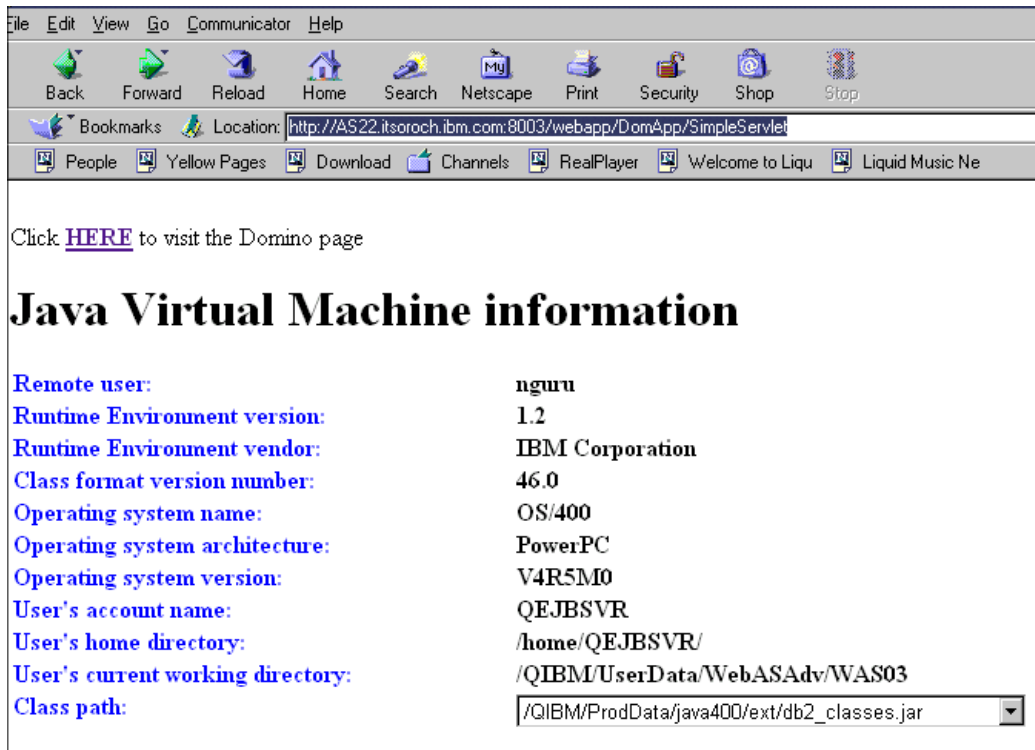 File Edit View Go Communicator Help
Back Forward Reload Home Search Netscape Print Security Shop Stop
Bookmarks Location: http://AS22.itsoroch.ibm.com:8003/webapp/DomApp/SimpleServlet
People Yellow Pages Download Channels RealPlayer Welcome to Liqu Liquid Music Ne
Click HERE to visit the Domino page
Java Virtual Machine information
Remote user: nguru
Runtime Environment version: 1.2
Runtime Environment vendor: IBM Corporation
Class format version number: 46.0
Operating system name: OS/400
Operating system architecture: PowerPC
Operating system version: V4R5M0
User's account name: QEJBSVR
User's home directory: /home/QEJBSVR/
User's current working directory: /QIBM/UserData/WebASAdv/WAS03
Class path: /QIBM/ProdData/java400/ext/db2_classes.jar